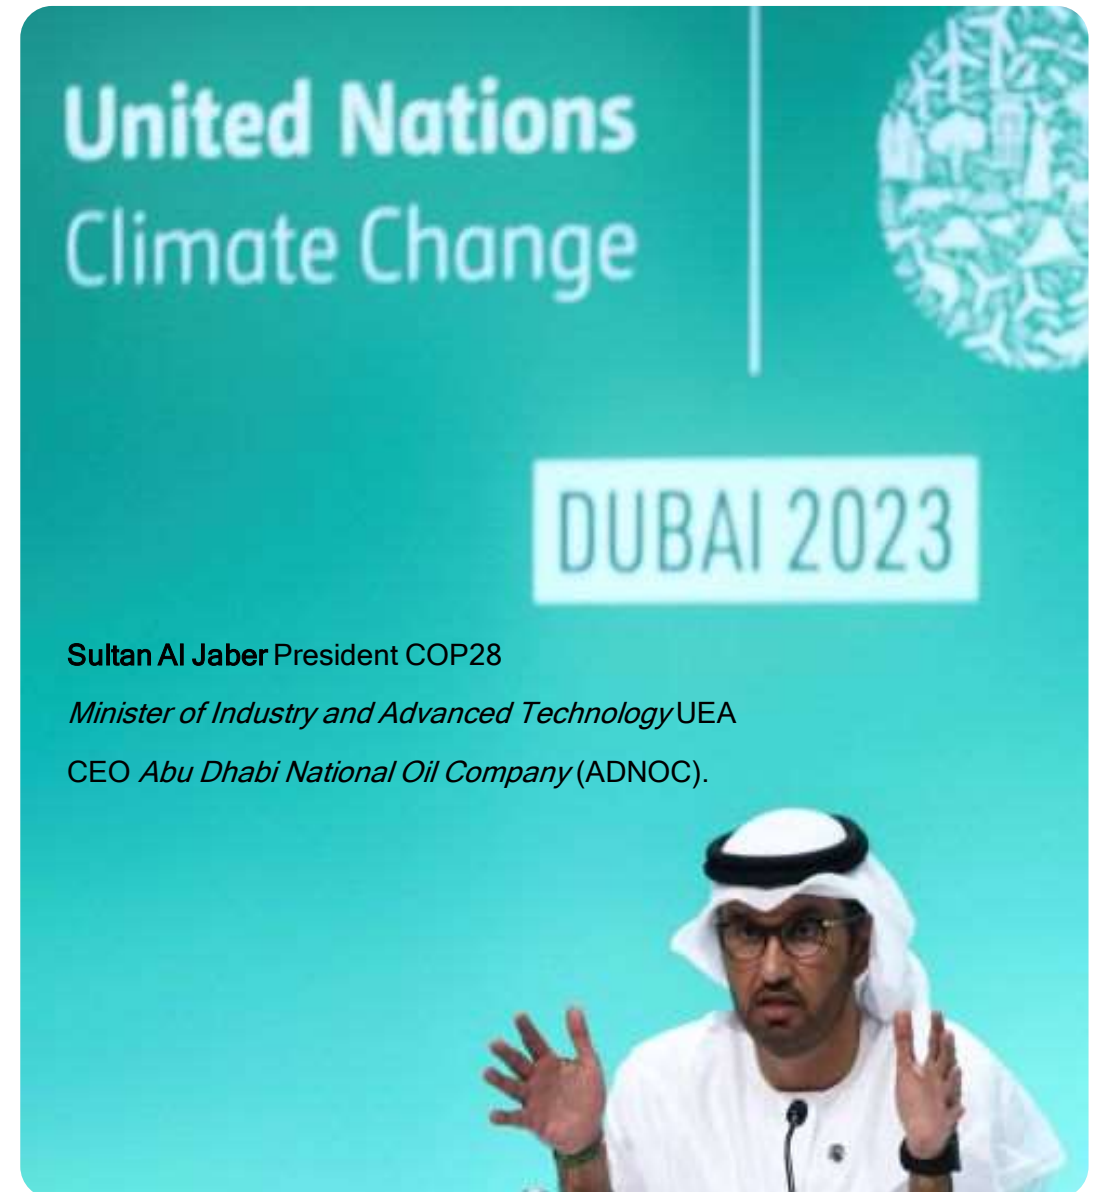 United Nations
Climate Change
DUBAI 2023
Sultan Al Jaber President COP28
Minister of Industry and Advanced Technology UEA
CEO Abu Dhabi National Oil Company (ADNOC).